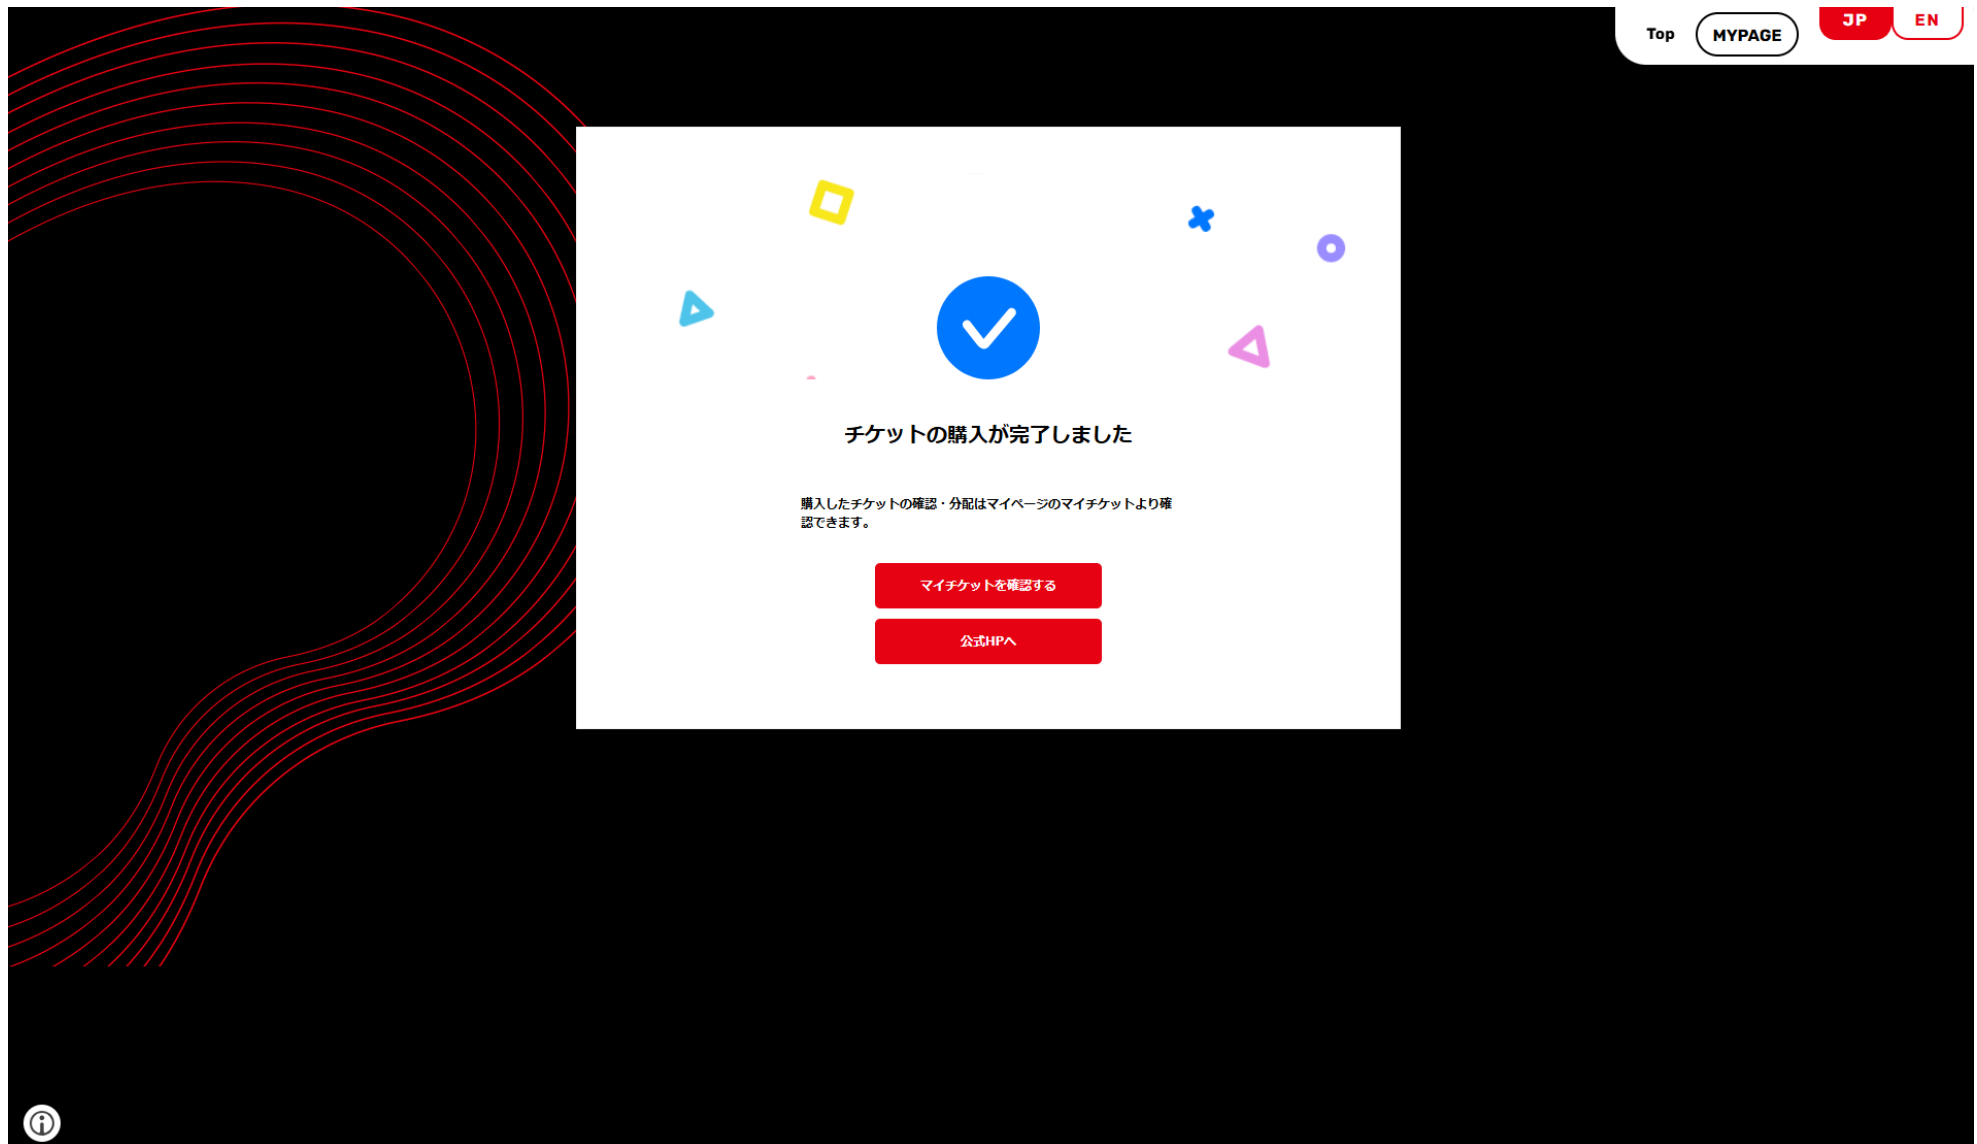 Top
MYPAGE
JP
EN
チケットの購入が完了しました
購入したチケットの確認・分配はマイページのマイチケットより確
認できます。
マイチケットを確認する
公式HPへ